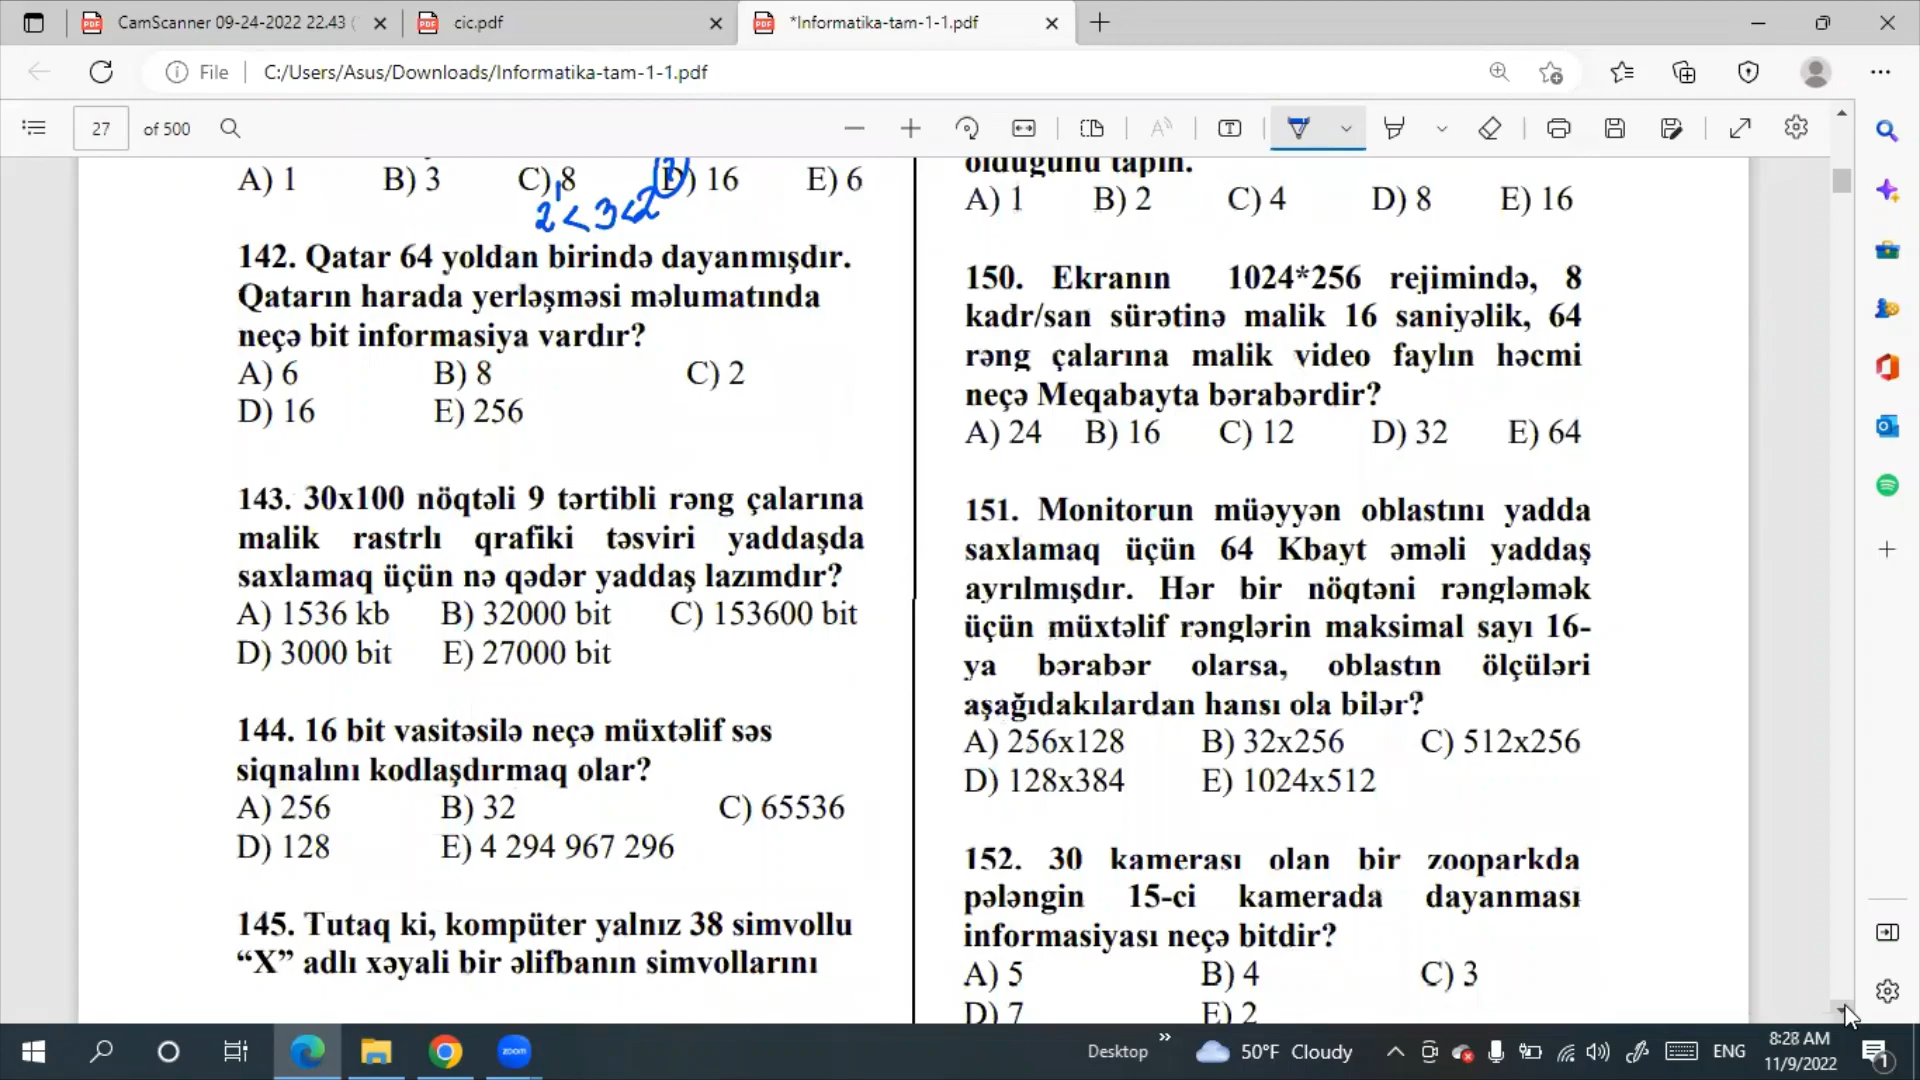 CamScanner 09-24-2022 22.43 (
cic.pdf
*Informatika-tam-1-1.pdf
File
C:/Users/Asus/Downloads/Informatika-tam-1-1.pdf
27
of 500
A) 1 B) 3 C) 8 D) 16 E) 6
2 < 3 < 2
142. Qatar 64 yoldan birində dayanmışdır.
Qatarın harada yerləşməsi məlumatında
neçə bit informasiya vardır?
A) 6 B) 8 C) 2
D) 16 E) 256
143. 30x100 nöqtəli 9 tərtibli rəng çalarına
malik rastrlı qrafiki təsviri yaddaşda
saxlamaq üçün nə qədər yaddaş lazımdır?
A) 1536 kb B) 32000 bit C) 153600 bit
D) 3000 bit E) 27000 bit
144. 16 bit vasitəsilə neçə müxtəlif səs
siqnalını kodlaşdırmaq olar?
A) 256 B) 32 C) 65536
D) 128 E) 4 294 967 296
145. Tutaq ki, kompüter yalnız 38 simvollu
“X” adlı xəyali bir əlifbanın simvollarını
olduğunu tapın.
A) 1 B) 2 C) 4 D) 8 E) 16
150. Ekranın 1024*256 rejimində, 8
kadr/san sürətinə malik 16 saniyəlik, 64
rəng çalarına malik video faylın həcmi
neçə Meqabayta bərabərdir?
A) 24 B) 16 C) 12 D) 32 E) 64
151. Monitorun müəyyən oblastını yadda
saxlamaq üçün 64 Kbayt əməli yaddaş
ayrılmışdır. Hər bir nöqtəni rəngləmək
üçün müxtəlif rənglərin maksimal sayı 16-
ya bərabər olarsa, oblastın ölçüləri
aşağıdakılardan hansı ola bilər?
A) 256x128 B) 32x256 C) 512x256
D) 128x384 E) 1024x512
152. 30 kamerası olan bir zooparkda
pələngin 15-ci kamerada dayanması
informasiyası neçə bitdir?
A) 5 B) 4 C) 3
D) 7 E) 2
zoom
Desktop
50°F Cloudy
ENG
8:28 AM
11/9/2022
1